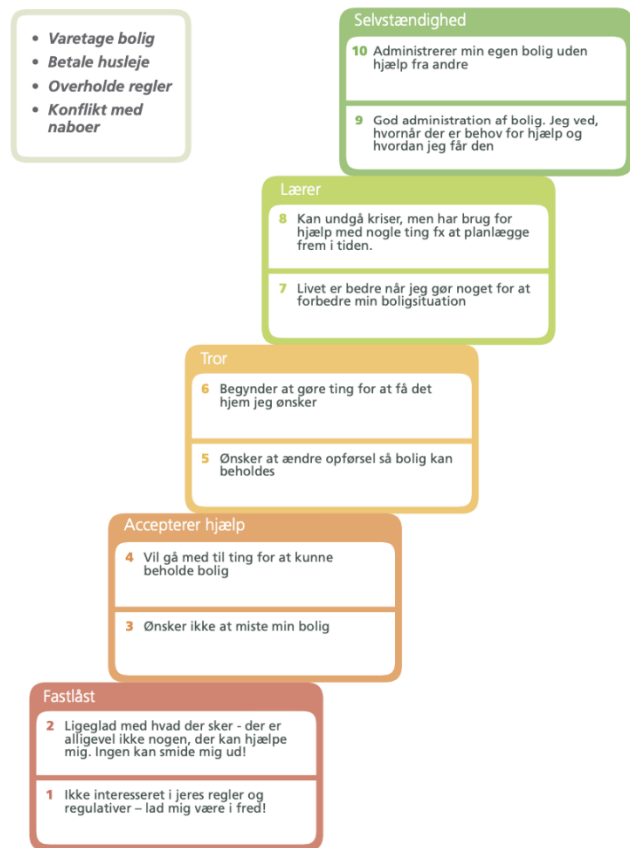 • Varetage bolig
• Betale husleje
• Overholde regler
• Konflikt med
naboer
Selvstændighed
10 Administrerer min egen bolig uden
hjælp fra andre
9 God administration af bolig. Jeg ved,
hvornår der er behov for hjælp og
hvordan jeg får den
Lærer
8 Kan undgå kriser, men har brug for
hjælp med nogle ting fx at planlægge
frem i tiden.
7 Livet er bedre når jeg gør noget for at
forbedre min boligsituation
Tror
6 Begynder at gøre ting for at få det
hjem jeg ønsker
5 Ønsker at ændre opførsel så bolig kan
beholdes
Accepterer hjælp
4 Vil gå med til ting for at kunne
beholde bolig
3 Ønsker ikke at miste min bolig
Fastlåst
2 Ligeglad med hvad der sker - der er
alligevel ikke nogen, der kan hjælpe
mig. Ingen kan smide mig ud!
1 Ikke interesseret i jeres regler og
regulativer – lad mig være i fred!